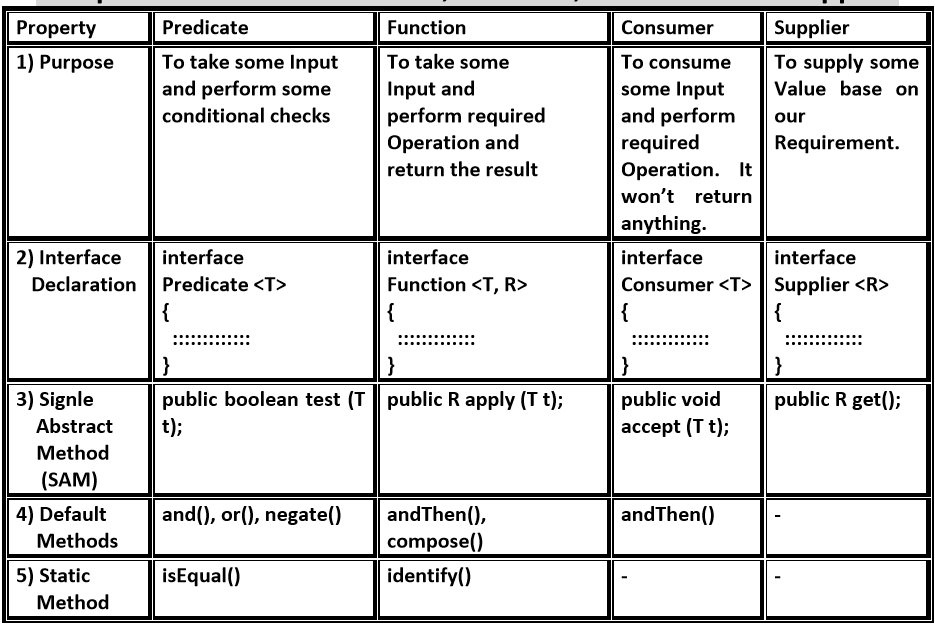 Property
Predicate
Function
Consumer
Supplier
1) Purpose
To take some Input
and perform some
conditional checks
To take some
Input and
perform required
Operation and
return the result
To consume
some Input
and perform
required
Operation. It
won't return
anything.
To supply some
Value base on
our
Requirement.
2) Interface
Declaration
interface
Predicate <T>
{
:::::::::::::
}
interface
Function <T, R>
{
:::::::::::::
}
interface
Consumer <T>
{
:::::::::::::
}
interface
Supplier <R>
{
:::::::::::::
}
3) Signle
Abstract
Method
(SAM)
public boolean test (T
t);
public R apply (T t);
public void
accept (T t);
public R get();
4) Default
Methods
and(), or(), negate()
andThen(),
compose()
andThen()
-
5) Static
Method
isEqual()
identify()
-
-